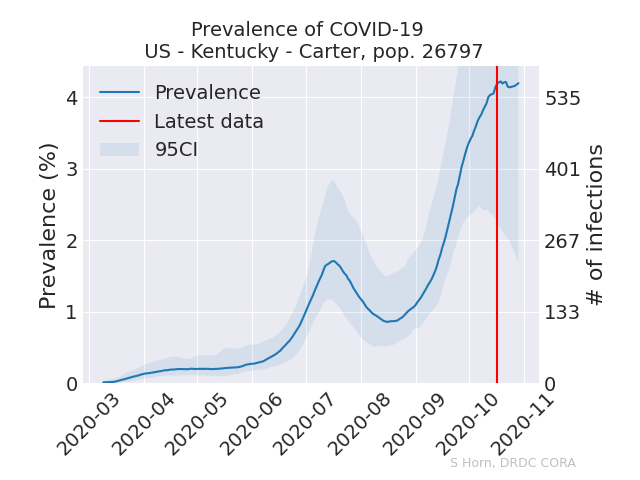 Prevalence of COVID-19
US - Kentucky - Carter, pop. 26797
Prevalence
Latest data
95CI
Prevalence (%)
4
3
2
1
0
# of infections
535
401
267
133
0
2020-03
2020-04
2020-05
2020-06
2020-07
2020-08
2020-09
2020-10
2020-11
S Horn, DRDC CORA